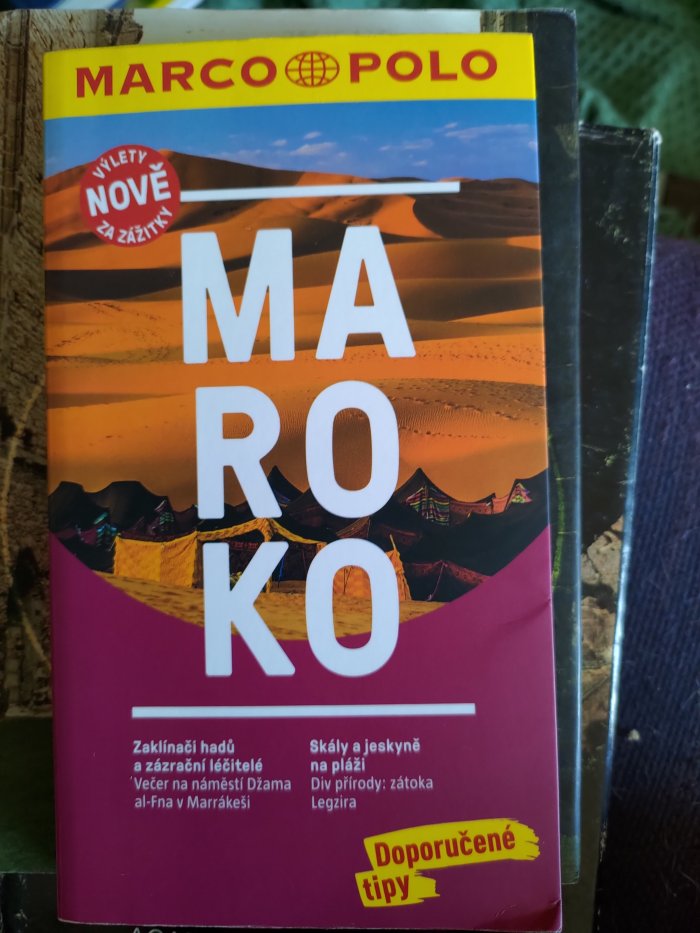 MARCO POLO
VÝLETY
NOVĚ
ZA ZÁŽITKY
MA
RO
KO
Zaklínači hadů
a zázrační léčitelé
Večer na náměstí Džama
al-Fna v Marrákeši
Skály a jeskyně
na pláži
Div přírody: zátoka
Legzira
Doporučené
tipy